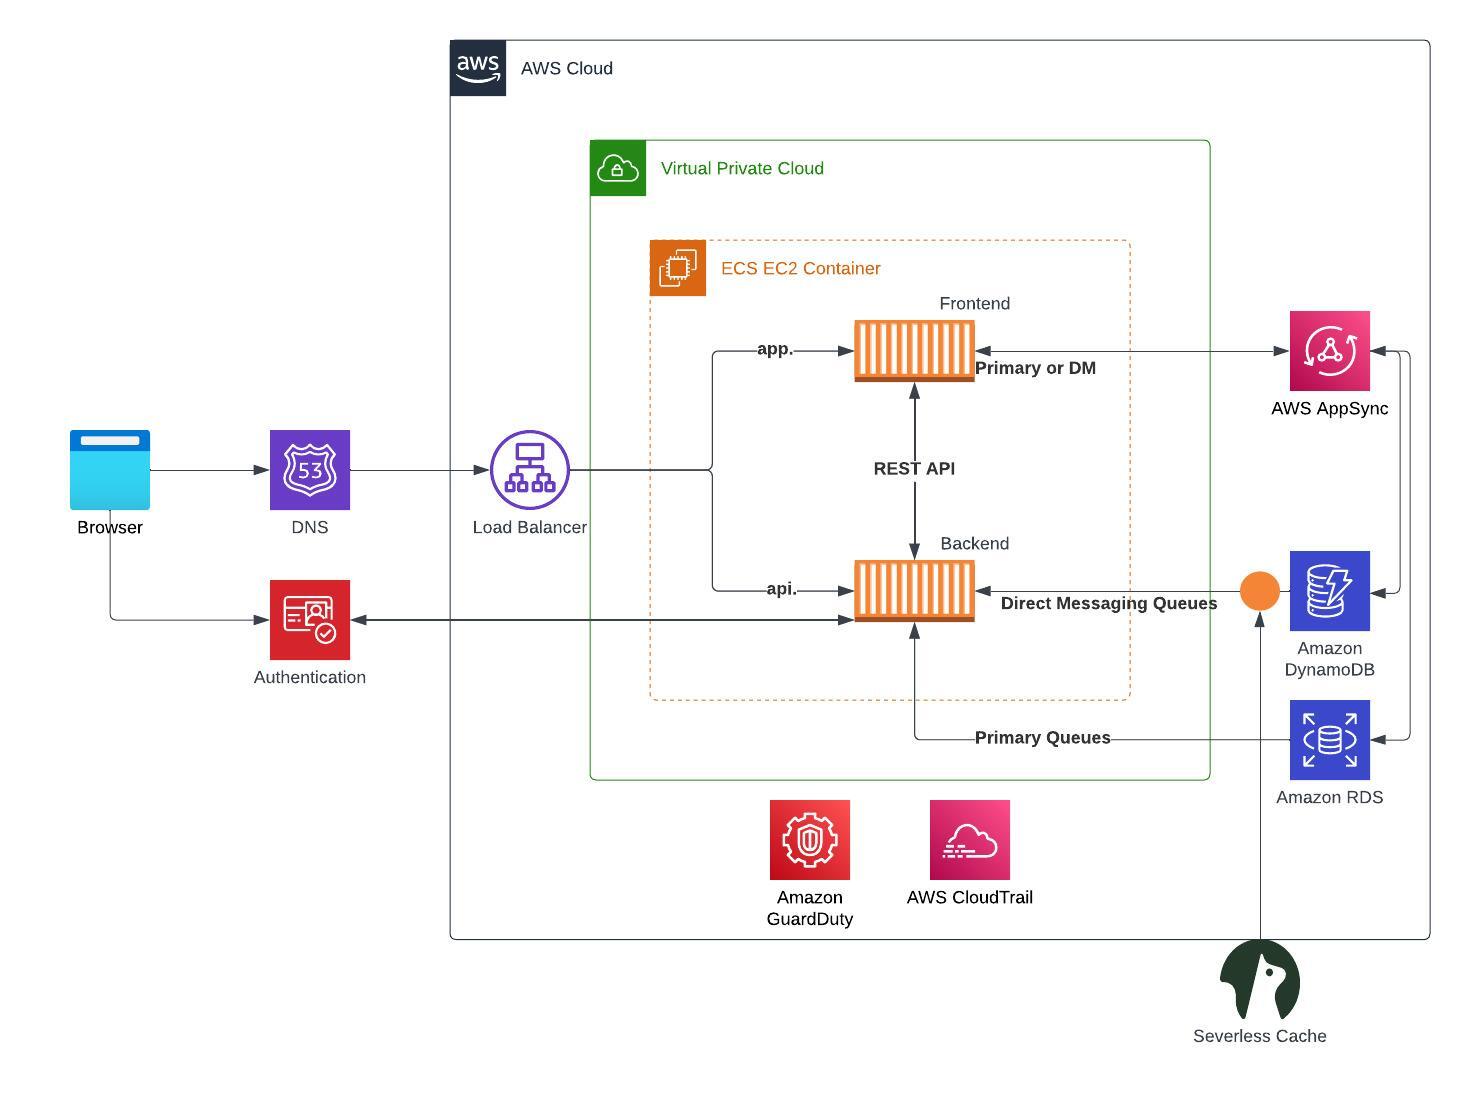 aws
AWS Cloud
Virtual Private Cloud
ECS EC2 Container
Frontend
app.
Primary or DM
AWS AppSync
Browser
53
DNS
Load Balancer
REST API
Backend
api.
Direct Messaging Queues
Amazon
DynamoDB
Authentication
Primary Queues
Amazon RDS
Amazon
GuardDuty
AWS CloudTrail
Severless Cache